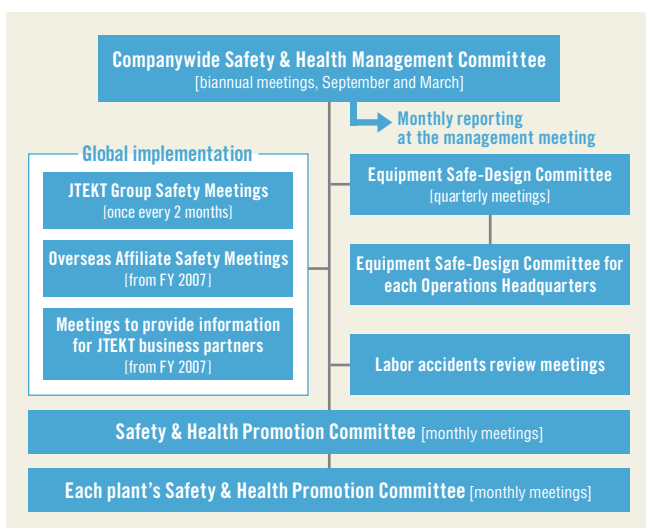 Companywide Safety & Health Management Committee
[biannual meetings, September and March]
Monthly reporting
at the management meeting
Global implementation
JTEKT Group Safety Meetings
[once every 2 months]
Overseas Affiliate Safety Meetings
[from FY 2007]
Meetings to provide information
for JTEKT business partners
[from FY 2007]
Equipment Safe-Design Committee
[quarterly meetings]
Equipment Safe-Design Committee for
each Operations Headquarters
Labor accidents review meetings
Safety & Health Promotion Committee [monthly meetings]
Each plant's Safety & Health Promotion Committee [monthly meetings]